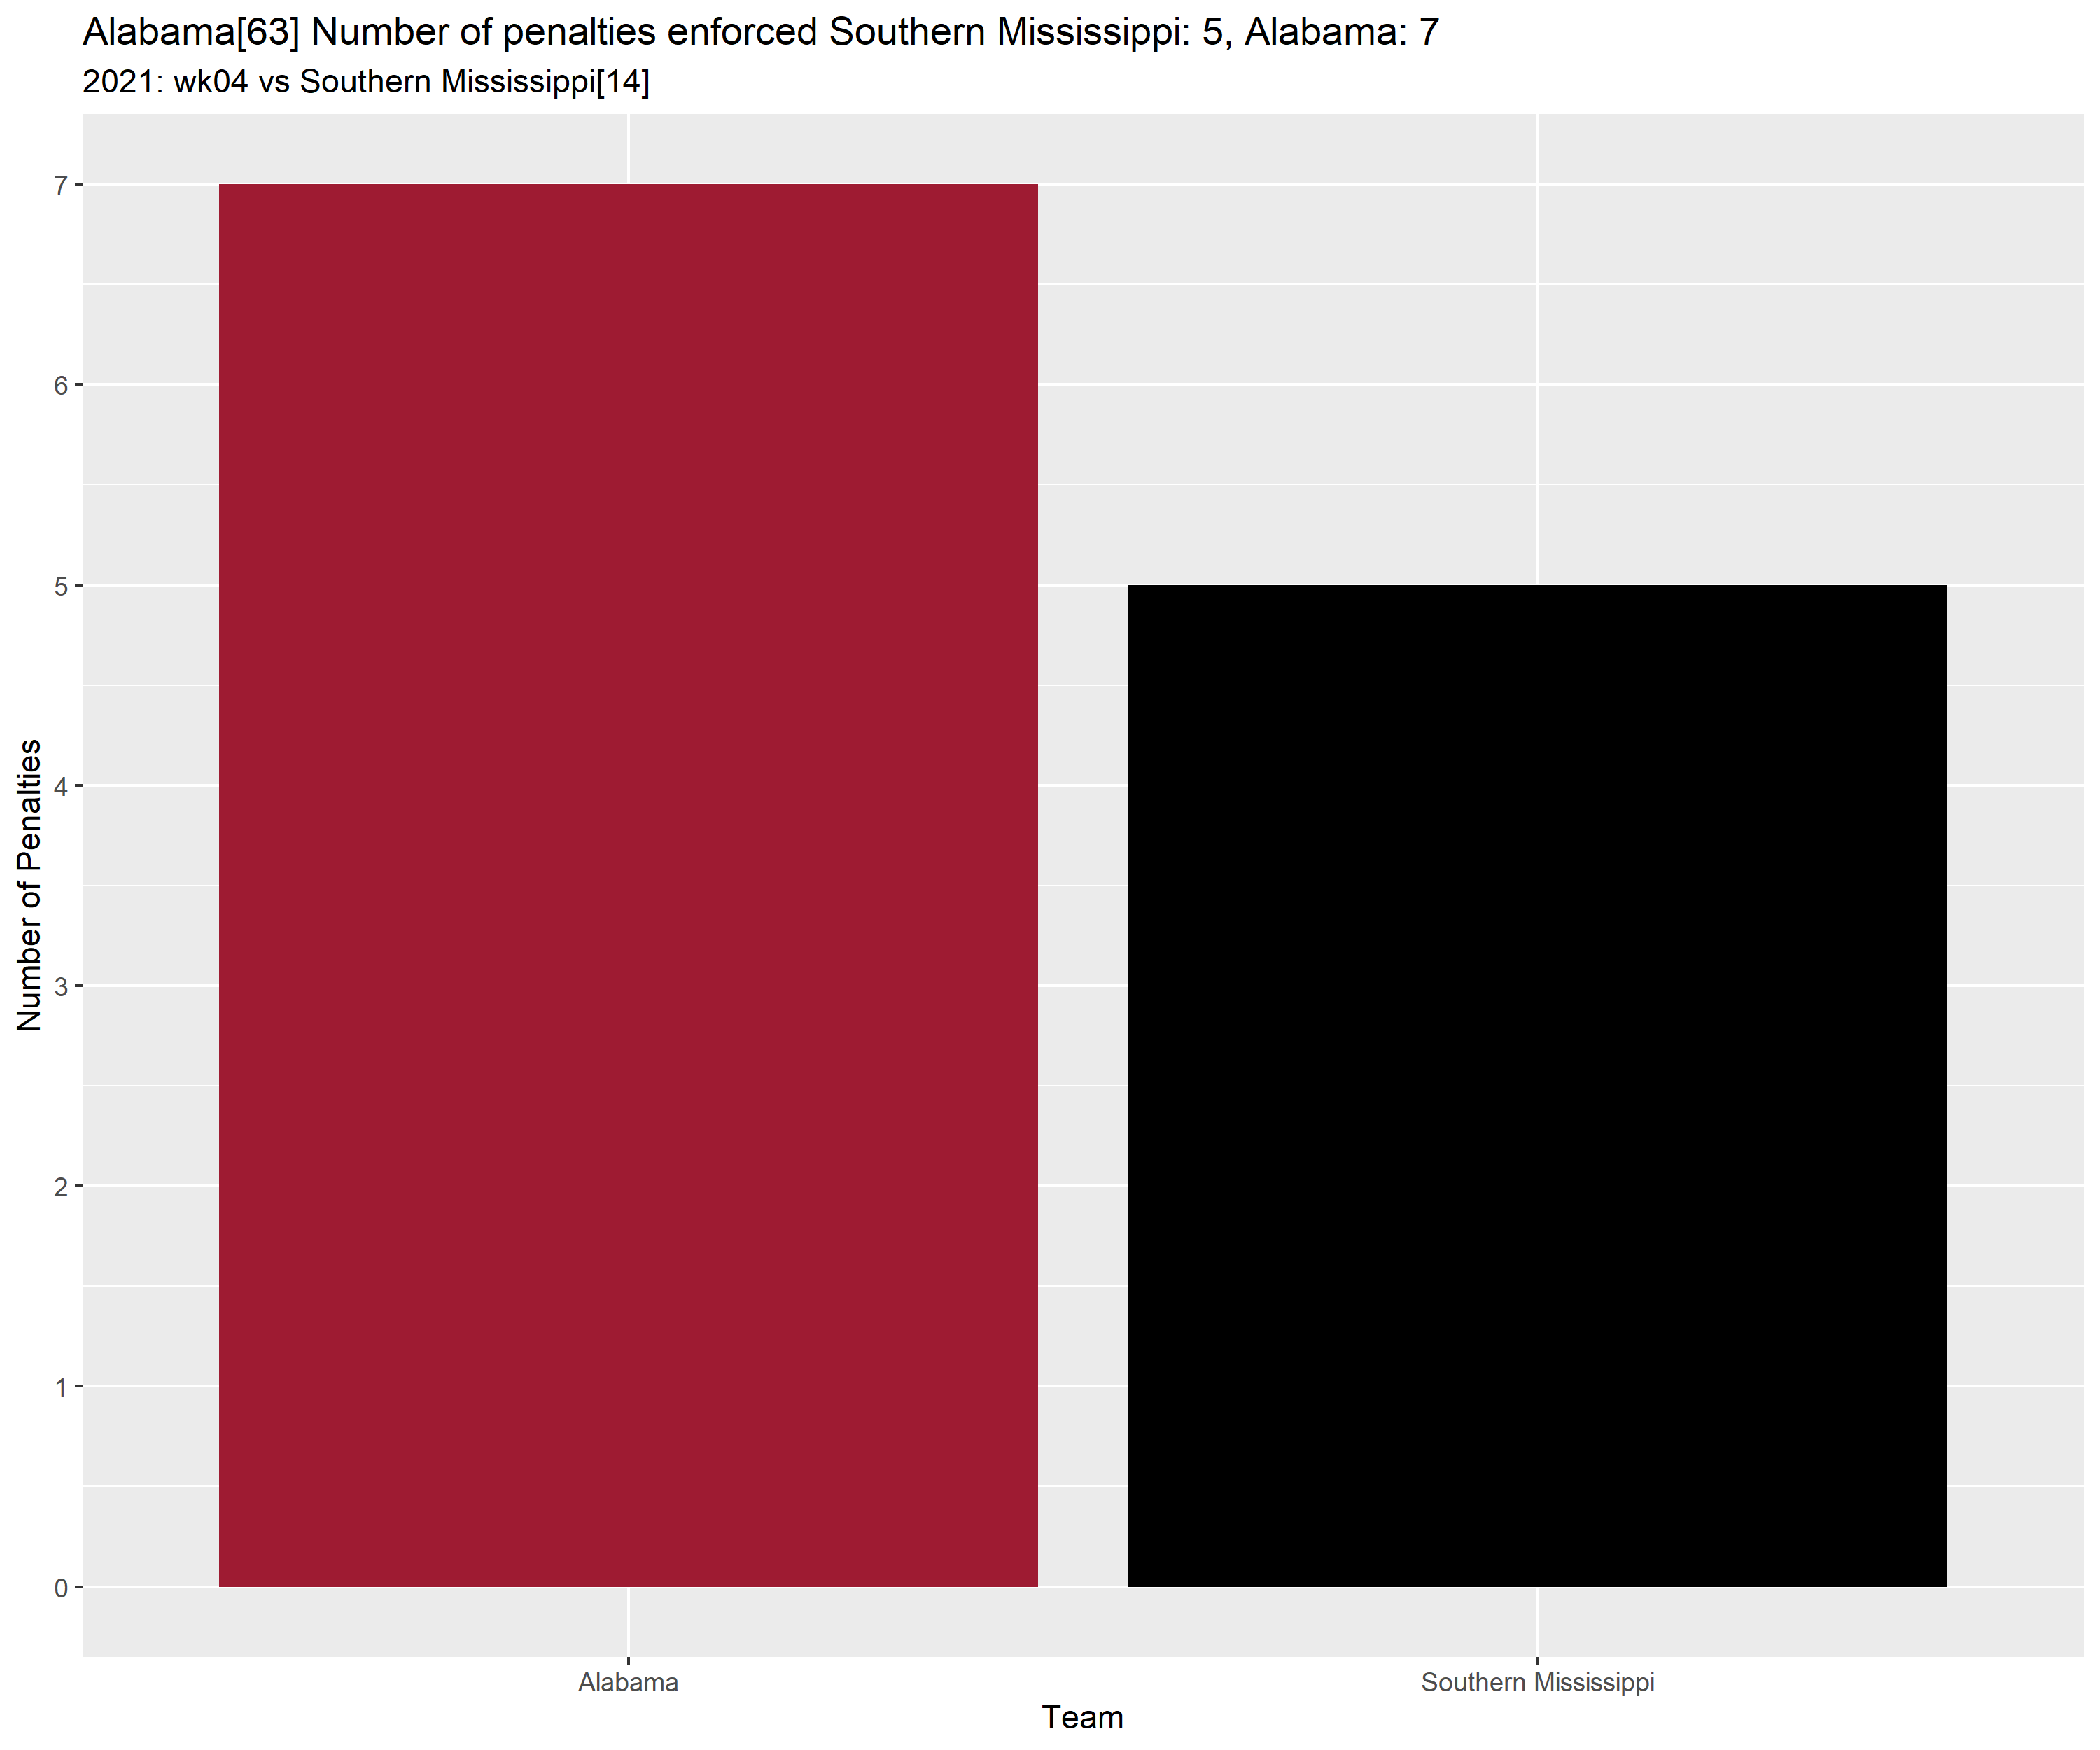 Alabama[63] Number of penalties enforced Southern Mississippi: 5, Alabama: 7
2021: wk04 vs Southern Mississippi[14]
Number of Penalties
7
6
5
4
3
2
1
0
Alabama
Southern Mississippi
Team